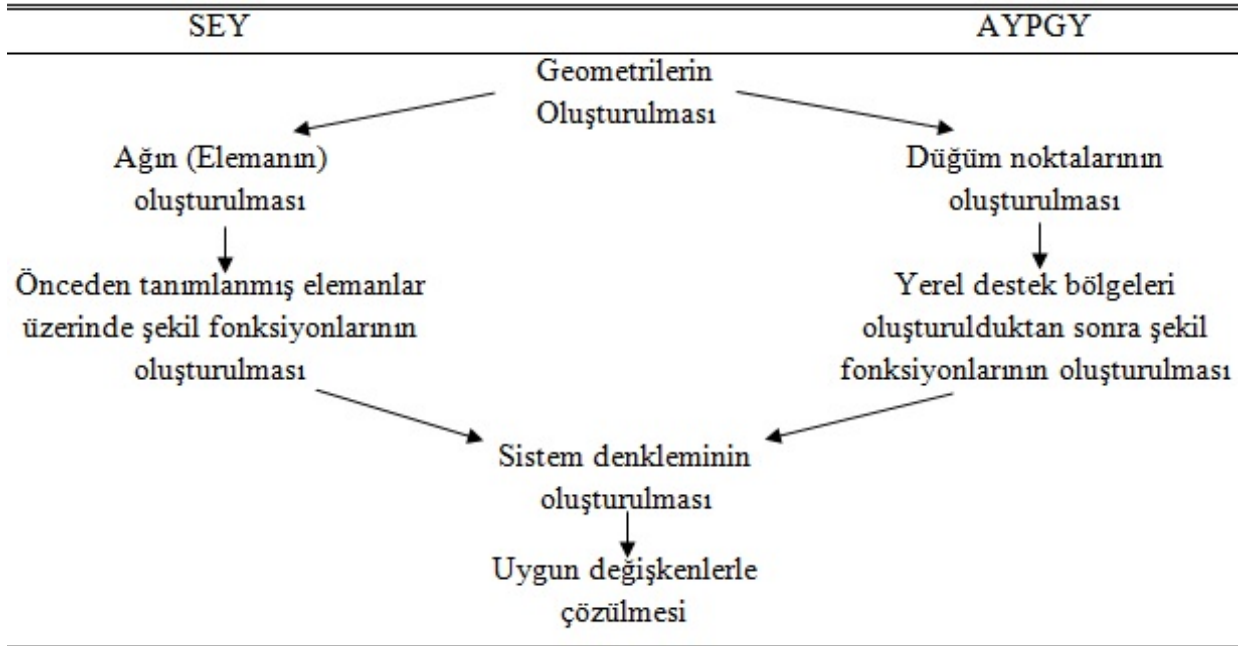 SEY
AYPGY
Geometrilerin
Oluşturulması
Ağın (Elemanın)
oluşturulması
Düğüm noktalarının
oluşturulması
Önceden tanımlanmış elemanlar
üzerinde şekil fonksiyonlarının
oluşturulması
Yerel destek bölgeleri
oluşturulduktan sonra şekil
fonksiyonlarının oluşturulması
Sistem denkleminin
oluşturulması
Uygun değişkenlerle
çözülmesi